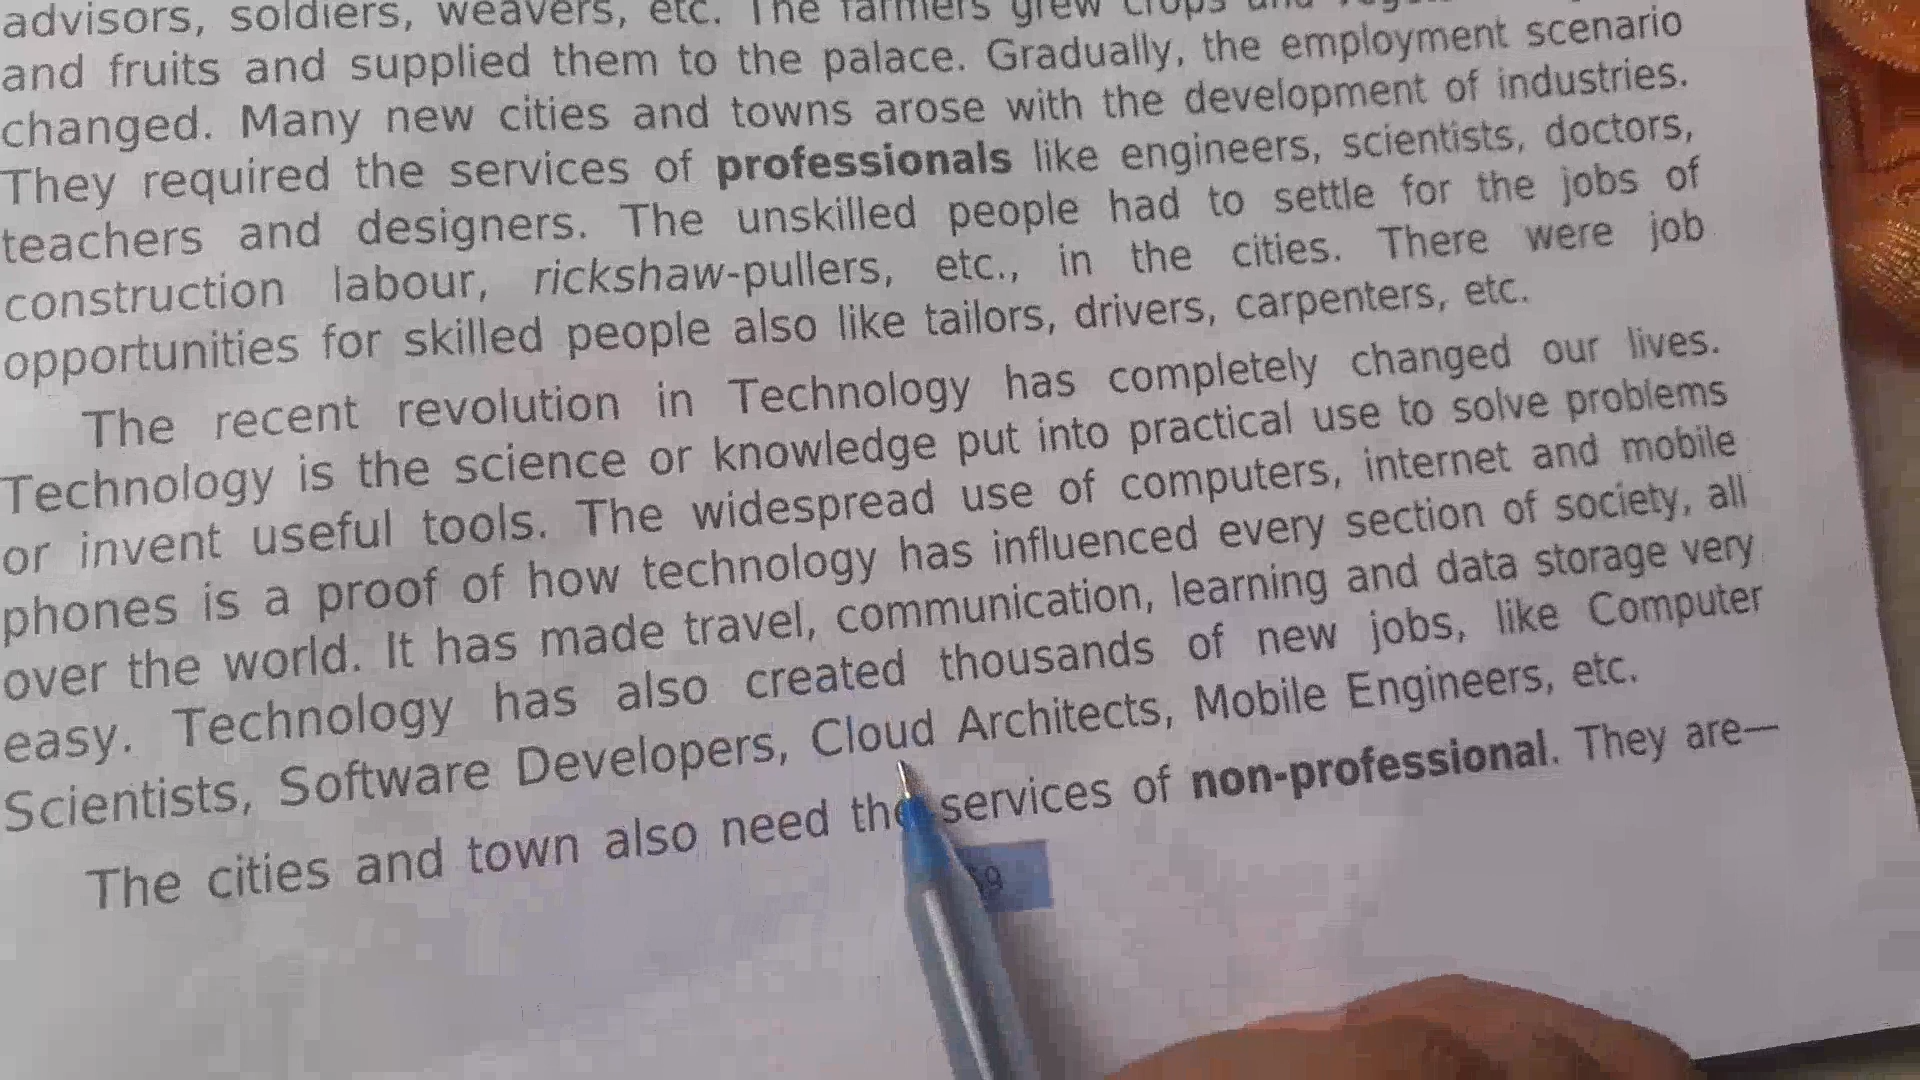 advisors, soldiers, weavers, etc. The farmers grew crops and
and fruits and supplied them to the palace. Gradually, the employment scenario
changed. Many new cities and towns arose with the development of industries.
They required the services of professionals like engineers, scientists, doctors,
teachers and designers. The unskilled people had to settle for the jobs of
construction labour, rickshaw-pullers, etc., in the cities. There were job
opportunities for skilled people also like tailors, drivers, carpenters, etc.
The recent revolution in Technology has completely changed our lives.
Technology is the science or knowledge put into practical use to solve problems
or invent useful tools. The widespread use of computers, internet and mobile
phones is a proof of how technology has influenced every section of society, all
over the world. It has made travel, communication, learning and data storage very
easy. Technology has also created thousands of new jobs, like Computer
Scientists, Software Developers, Cloud Architects, Mobile Engineers, etc.
The cities and town also need the services of non-professional. They are—